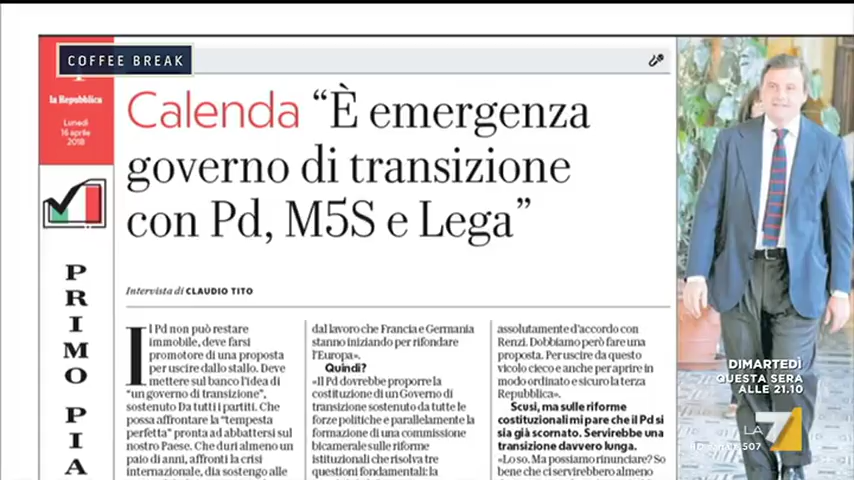 COFFEE BREAK
la Repubblica
Lunedì
16 aprile
2018
PRIMO PIA
Calenda “È emergenza
governo di transizione
con Pd, M5S e Lega”
Intervista di CLAUDIO TITO
Il Pd non può restare
immobile, deve farsi
promotore di una proposta
per uscire dallo stallo. Deve
mettere sul banco l'idea di
“un governo di transizione”,
sostenuto Da tutti i partiti. Che
possa affrontare la “tempesta
perfetta” pronta ad abbattersi sul
nostro Paese. Che duri almeno un
paio di anni, affronti la crisi
internazionale, dia sostegno alle
dal lavoro che Francia e Germania
stanno iniziando per rifondare
l'Europa».
Quindi?
«Il Pd dovrebbe proporre la
costituzione di un Governo di
transizione sostenuto da tutte le
forze politiche e parallelamente la
formazione di una commissione
bicamerale sulle riforme
istituzionali che risolva tre
questioni fondamentali: la
assolutamente d'accordo con
Renzi. Dobbiamo però fare una
proposta. Per uscire da questo
vicolo cieco e anche per aprire in
modo ordinato e sicuro la terza
Repubblica».
Scusi, ma sulle riforme
costituzionali mi pare che il Pd si
sia già scornato. Servirebbe una
transizione davvero lunga.
«Lo so. Ma possiamo rinunciare? So
bene che ci servirebbero almeno
DIMARTEDÌ
QUESTA SERA
ALLE 21.10
LA 7
507